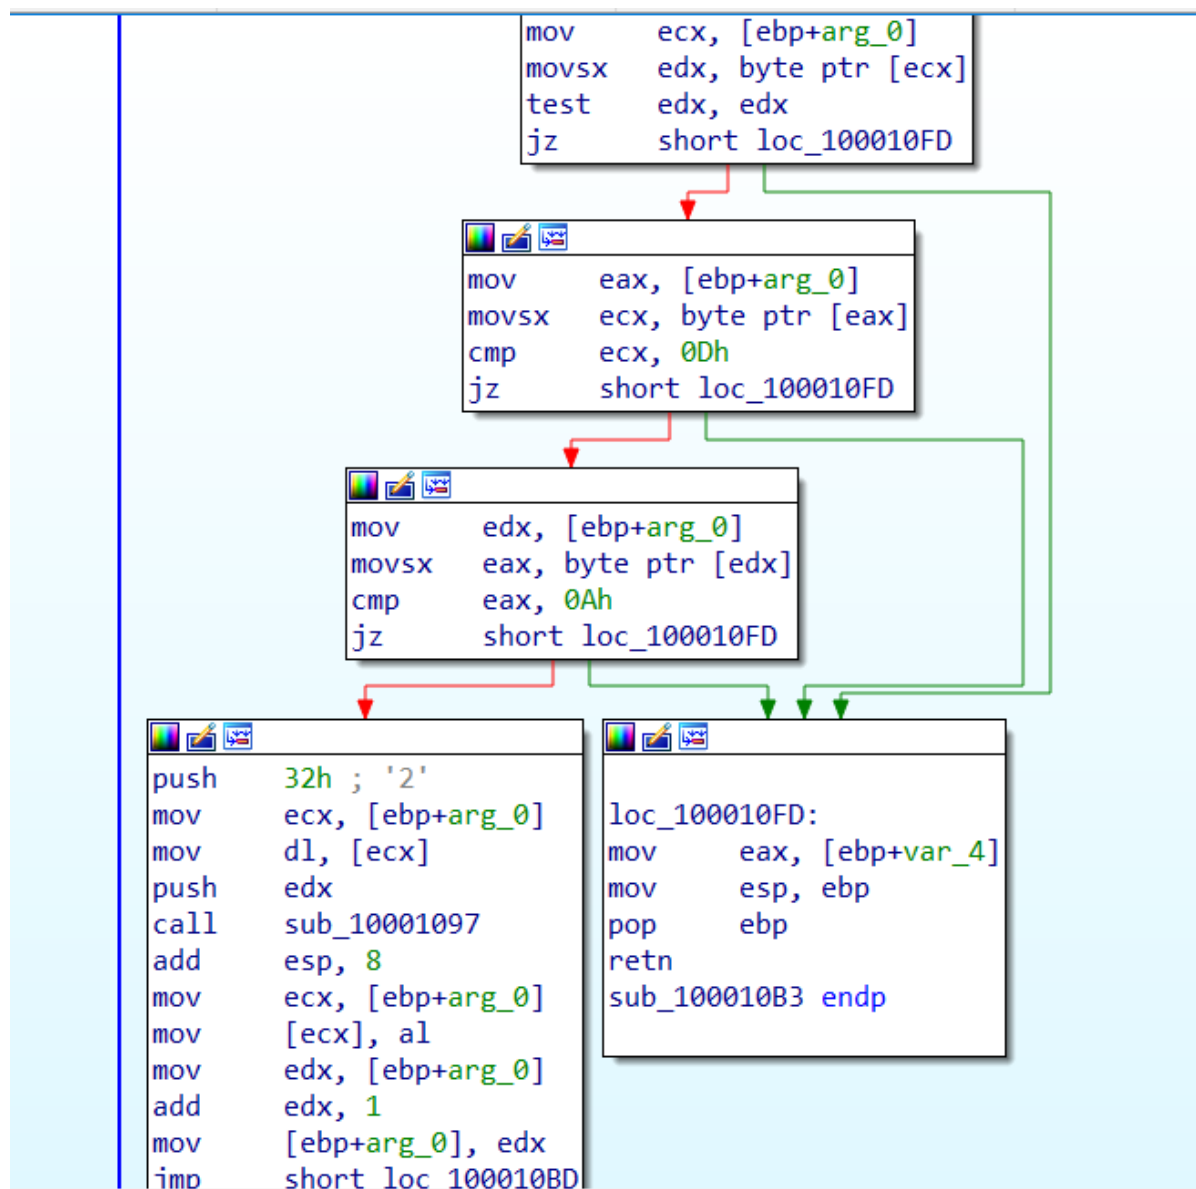 mov ecx, [ebp+arg_0]
movsx edx, byte ptr [ecx]
test edx, edx
jz short loc_100010FD
mov eax, [ebp+arg_0]
movsx ecx, byte ptr [eax]
cmp ecx, 0Dh
jz short loc_100010FD
mov edx, [ebp+arg_0]
movsx eax, byte ptr [edx]
cmp eax, 0Ah
jz short loc_100010FD
push 32h ; '2'
mov ecx, [ebp+arg_0]
mov dl, [ecx]
push edx
call sub_10001097
add esp, 8
mov ecx, [ebp+arg_0]
mov [ecx], al
mov edx, [ebp+arg_0]
add edx, 1
mov [ebp+arg_0], edx
jmp short loc_100010BD
loc_100010FD:
mov eax, [ebp+var_4]
mov esp, ebp
pop ebp
retn
sub_100010B3 endp